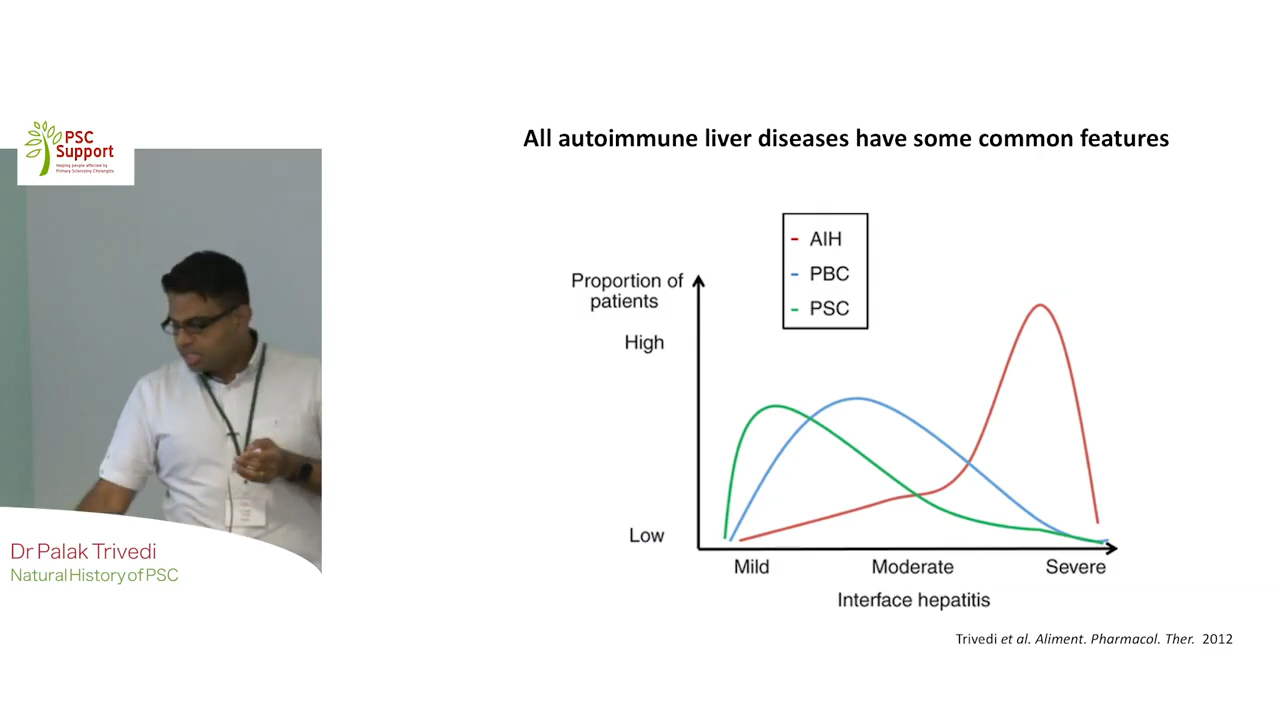 PSC
Support
Helping people affected by
Primary Sclerosing Cholangitis
All autoimmune liver diseases have some common features
AIH
PBC
PSC
Proportion of
patients
High
Low
Mild Moderate Severe
Interface hepatitis
Trivedi et al. Aliment. Pharmacol. Ther. 2012
Dr Palak Trivedi
Natural History of PSC